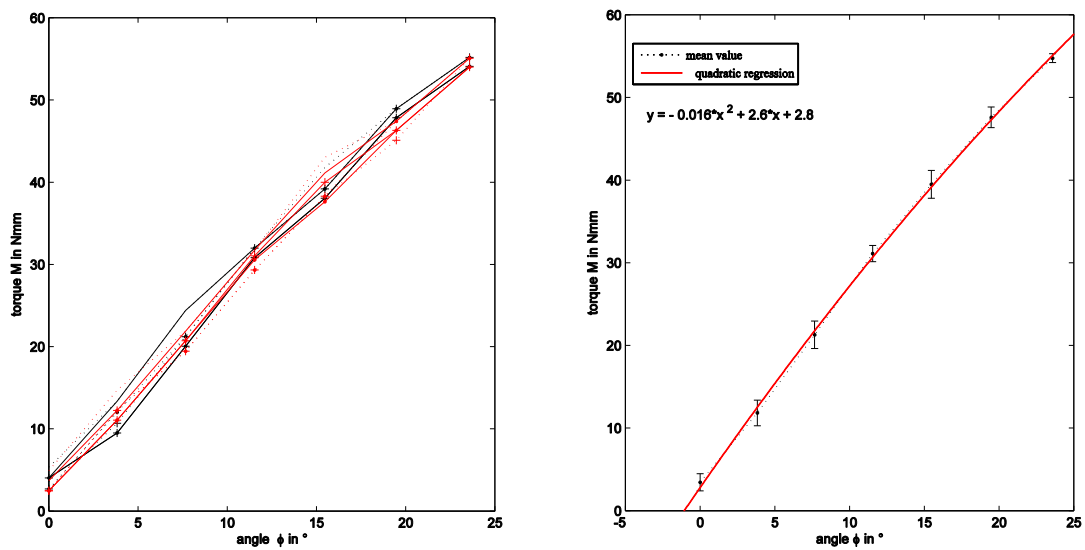 60
50
40
30
20
10
0
torque M in Nmm
0 5 10 15 20 25
angle ϕ in °
60
50
40
30
20
10
0
torque M in Nmm
mean value
quadratic regression
y = - 0.016*x 2 + 2.6*x + 2.8
-5 0 5 10 15 20 25
angle ϕ in °